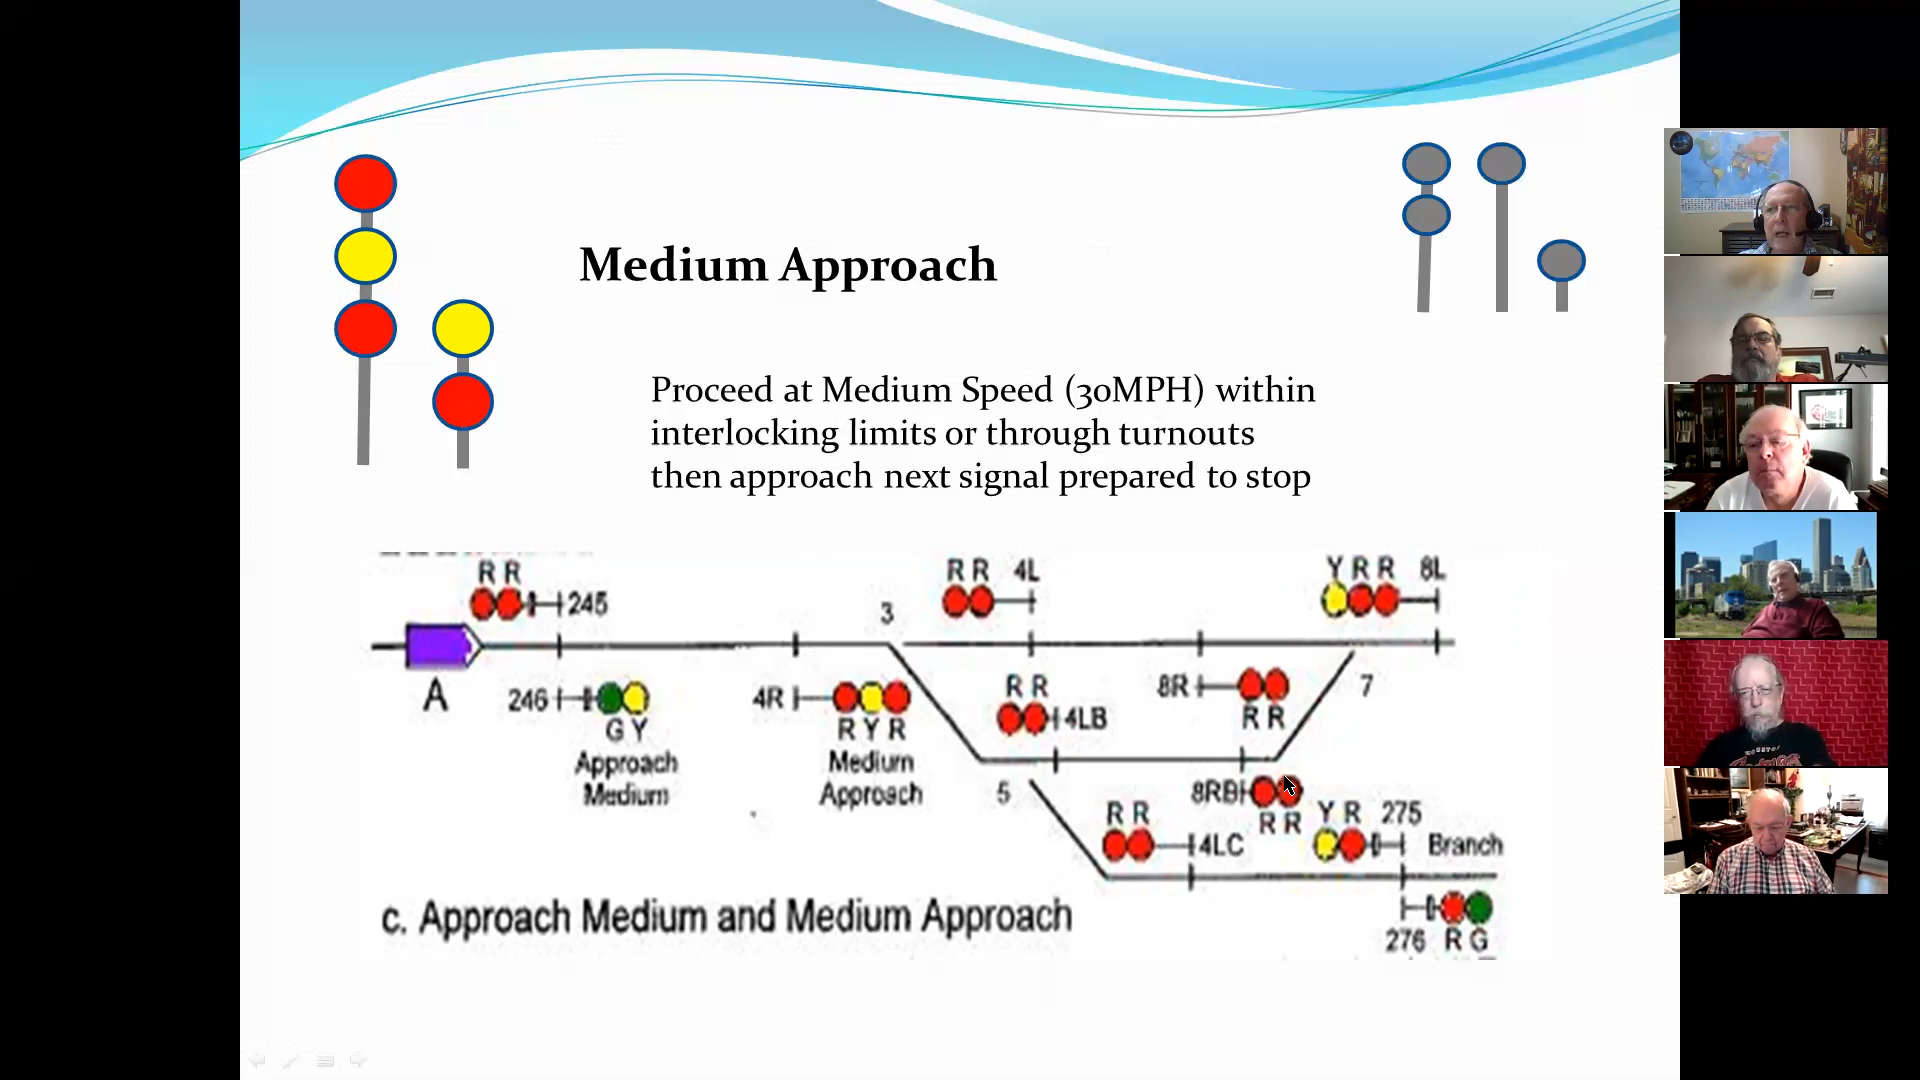 Medium Approach
Proceed at Medium Speed (30MPH) within
interlocking limits or through turnouts
then approach next signal prepared to stop
R R
245
3
R R 4L
Y R R 8L
A
246
G Y
Approach
Medium
4R
R Y R
Medium
Approach
R R
4LB
8R
R R
7
5
8RB
R R
R R
4LC
Y R 275
Branch
276 R G
c. Approach Medium and Medium Approach